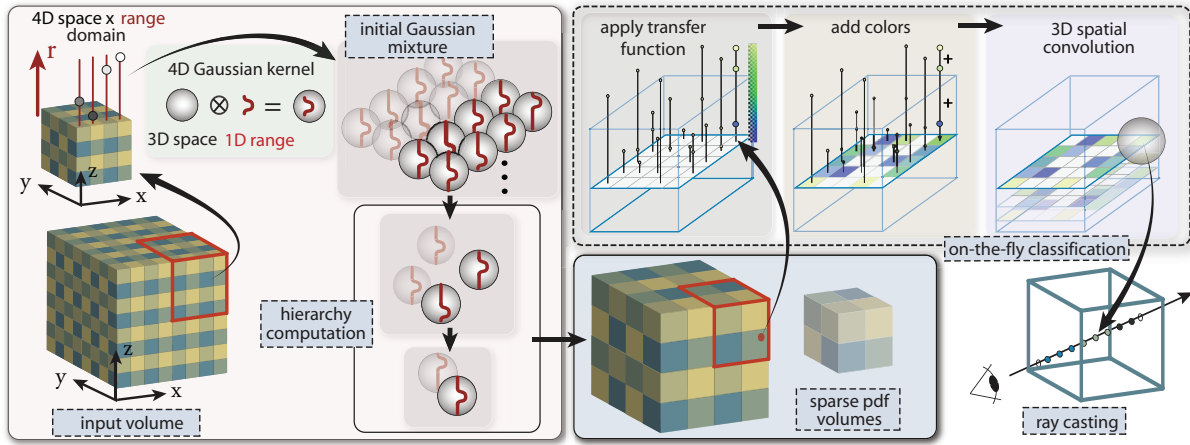 4D space x range
domain
r
4D Gaussian kernel
⊗ =
3D space 1D range
z
y
x
z
y
x
input volume
initial Gaussian
mixture
hierarchy
computation
apply transfer
function
add colors
+
+
3D spatial
convolution
on-the-fly classification
sparse pdf
volumes
ray casting